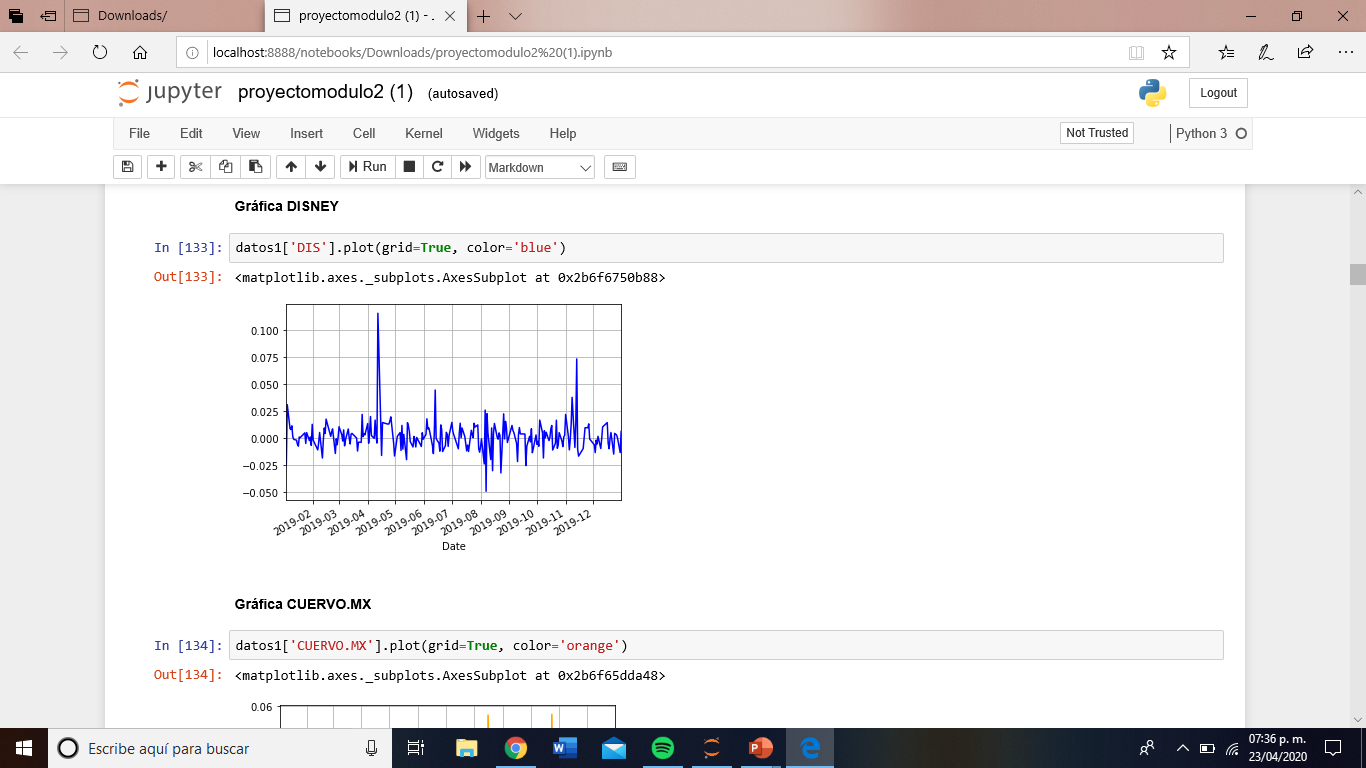 Downloads/
proyectomodulo2 (1) - .
localhost:8888/notebooks/Downloads/proyectomodulo2%20(1).ipynb
jupyter proyectomodulo2 (1) (autosaved)
Logout
File Edit View Insert Cell Kernel Widgets Help
Not Trusted
Python 3
Run
Markdown
Gráfica DISNEY
In [133]: datos1['DIS'].plot(grid=True, color='blue')
Out[133]: <matplotlib.axes._subplots.AxesSubplot at 0x2b6f6750b88>
0.100
0.075
0.050
0.025
0.000
−0.025
−0.050
2019-02 2019-03 2019-04 2019-05 2019-06 2019-07 2019-08 2019-09 2019-10 2019-11 2019-12
Date
Gráfica CUERVO.MX
In [134]: datos1['CUERVO.MX'].plot(grid=True, color='orange')
Out[134]: <matplotlib.axes._subplots.AxesSubplot at 0x2b6f65dda48>
0.06
Escribe aquí para buscar
07:36 p. m.
23/04/2020